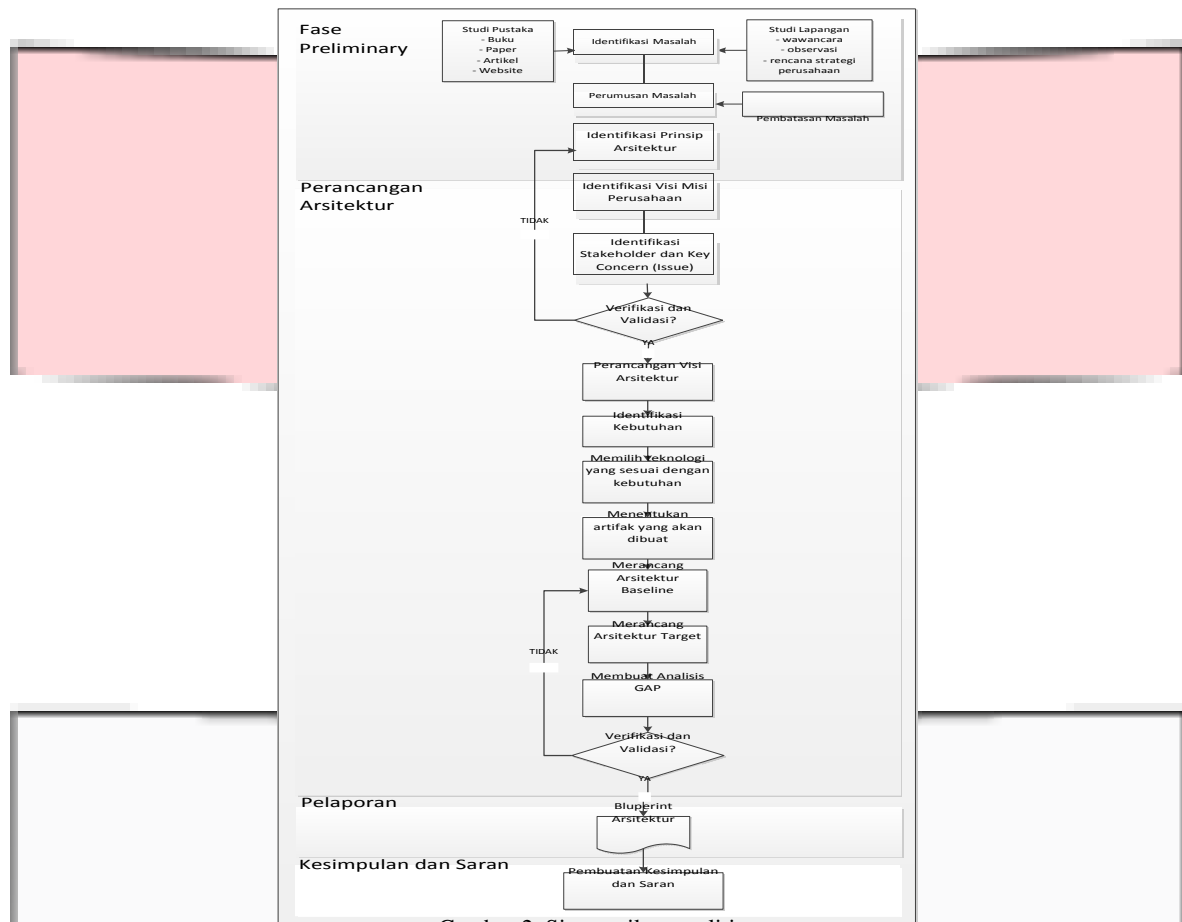 Fase
Preliminary
Studi Pustaka
- Buku
- Paper
- Artikel
- Website
Identifikasi Masalah
Studi Lapangan
- wawancara
- observasi
- rencana strategi
perusahaan
Perumusan Masalah
Pembatasan Masalah
Identifikasi Prinsip
Arsitektur
Perancangan
Arsitektur
Identifikasi Visi Misi
Perusahaan
TIDAK
Identifikasi
Stakeholder dan Key
Concern (Issue)
Verifikasi dan
Validasi?
YA
Perancangan Visi
Arsitektur
Identifikasi
Kebutuhan
Memilih teknologi
yang sesuai dengan
kebutuhan
Menentukan
artifak yang akan
dibuat
Merancang
Arsitektur
Baseline
Merancang
Arsitektur Target
TIDAK
Membuat Analisis
GAP
Verifikasi dan
Validasi?
YA
Pelaporan
Bluperint
Arsitektur
Kesimpulan dan Saran
Pembuatan Kesimpulan
dan Saran